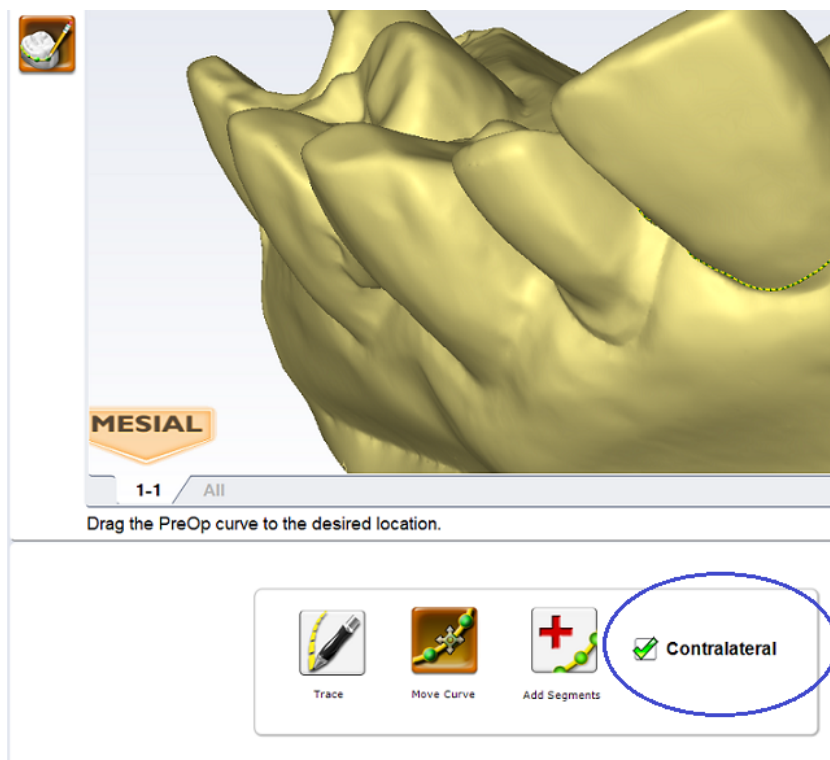 MESIAL
1-1 All
Drag the PreOp curve to the desired location.
Contralateral
Trace Move Curve Add Segments